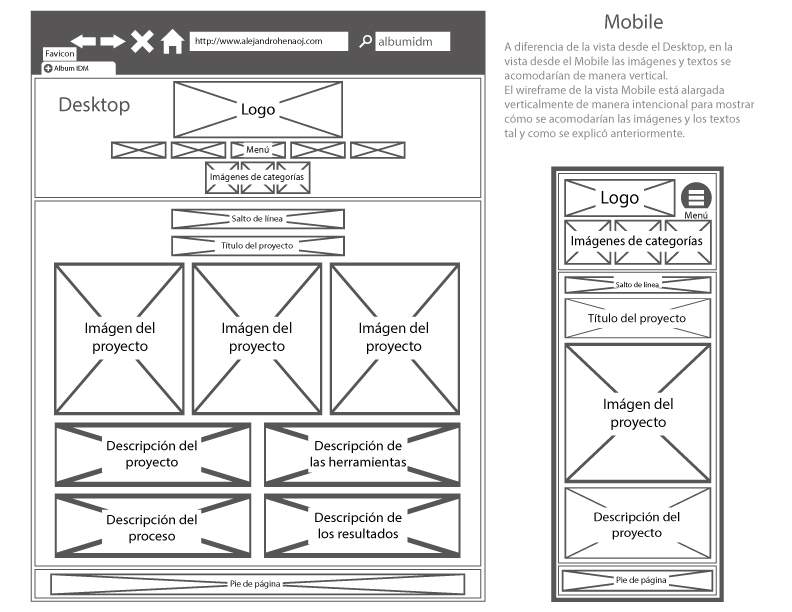 http://www.alejandrohenaoj.com
albumidm
Favicon
Album IDM
Desktop
Logo
Menú
Imágenes de categorías
Salto de línea
Título del proyecto
Imágen del
proyecto
Imágen del
proyecto
Imágen del
proyecto
Descripción del
proyecto
Descripción de
las herramientas
Descripción del
proceso
Descripción de
los resultados
Pie de página
Mobile
A diferencia de la vista desde el Desktop, en la
vista desde el Mobile las imágenes y textos se
acomodarían de manera vertical.
El wireframe de la vista Mobile está alargada
verticalmente de manera intencional para mostrar
cómo se acomodarían las imágenes y los textos
tal y como se explicó anteriormente.
Logo
Menú
Imágenes de categorías
Salto de línea
Título del proyecto
Imágen del
proyecto
Descripción del
proyecto
Pie de página